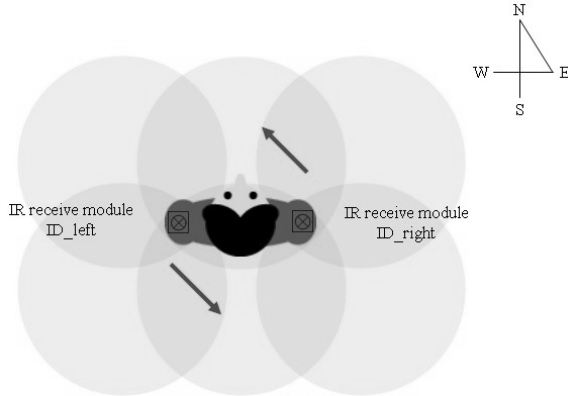 N
W E
S
IR receive module
ID_left
IR receive module
ID_right